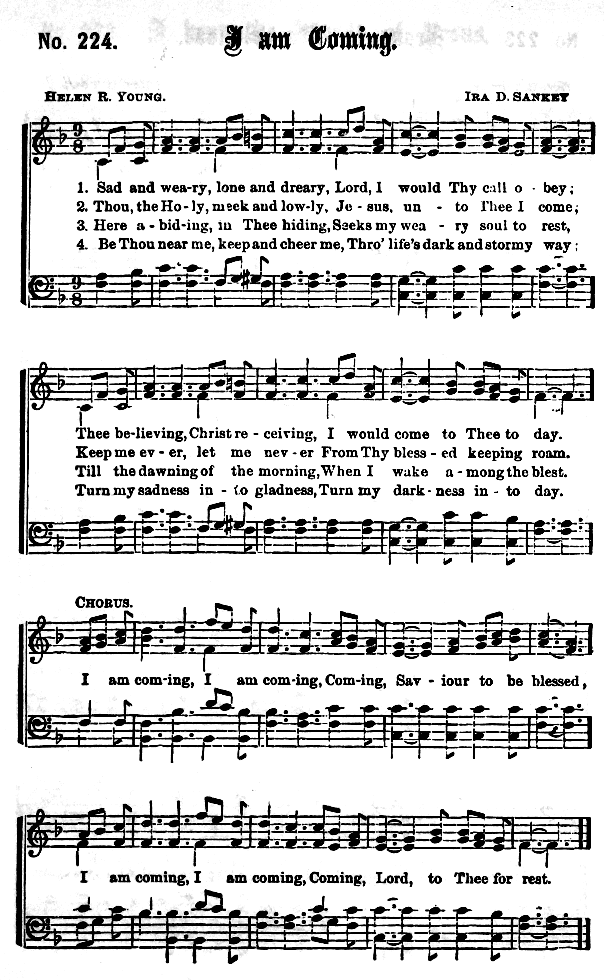 No. 224. I am Coming.
HELEN R. YOUNG. IRA D. SANKEY
1. Sad and wea-ry, lone and dreary, Lord, I would Thy call o - bey;
2. Thou, the Ho-ly, meek and low-ly, Je - sus, un - to Thee I come;
3. Here a - bid-ing, in Thee hiding, Seeks my wea - ry soul to rest,
4. Be Thou near me, keep and cheer me, Thro' life's dark and stormy way:
Thee be-lieving, Christ re - ceiving, I would come to Thee to day.
Keep me ev - er, let me nev - er From Thy bless - ed keeping roam.
Till the dawning of the morning, When I wake a - mong the blest.
Turn my sadness in - to gladness, Turn my dark - ness in - to day.
CHORUS.
I am com-ing, I am com-ing, Com-ing, Sav - iour to be blessed,
I am coming, I am coming, Coming, Lord, to Thee for rest.